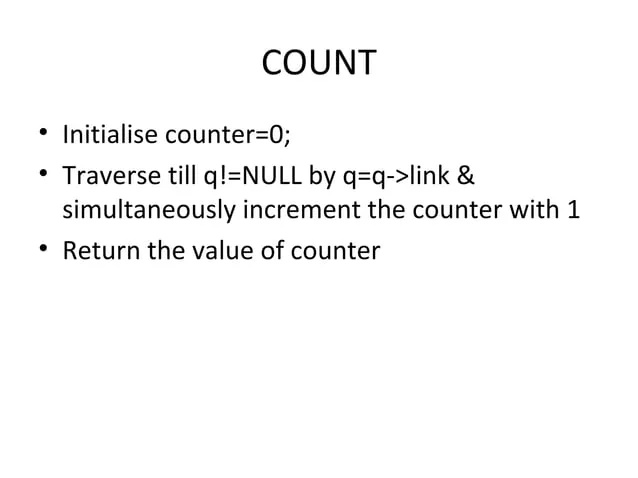 COUNT
• Initialise counter=0;
• Traverse till q!=NULL by q=q->link &
simultaneously increment the counter with 1
• Return the value of counter